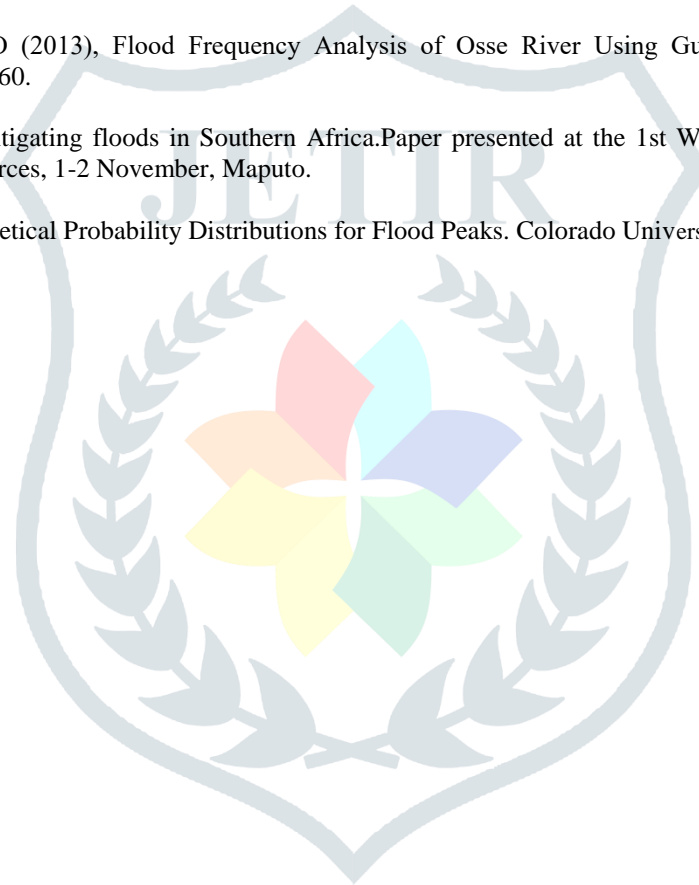 (2013), Flood Frequency Analysis of Osse River Using
60.
tigating floods in Southern Africa.Paper presented at the 1st
rces, 1-2 November, Maputo.
etical Probability Distributions for Flood Peaks. Colorado Univers
JETIR